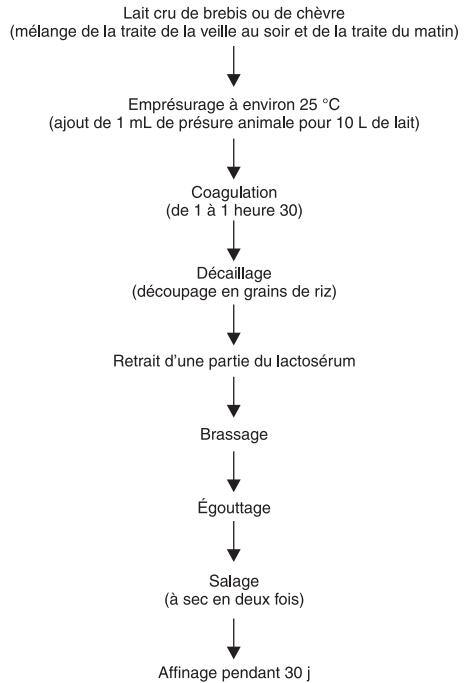 Lait cru de brebis ou de chèvre
(mélange de la traite de la veille au soir et de la traite du matin)
Emprésurage à environ 25 °C
(ajout de 1 mL de présure animale pour 10 L de lait)
Coagulation
(de 1 à 1 heure 30)
Décaillage
(découpage en grains de riz)
Retrait d’une partie du lactosérum
Brassage
Égouttage
Salage
(à sec en deux fois)
Affinage pendant 30 j